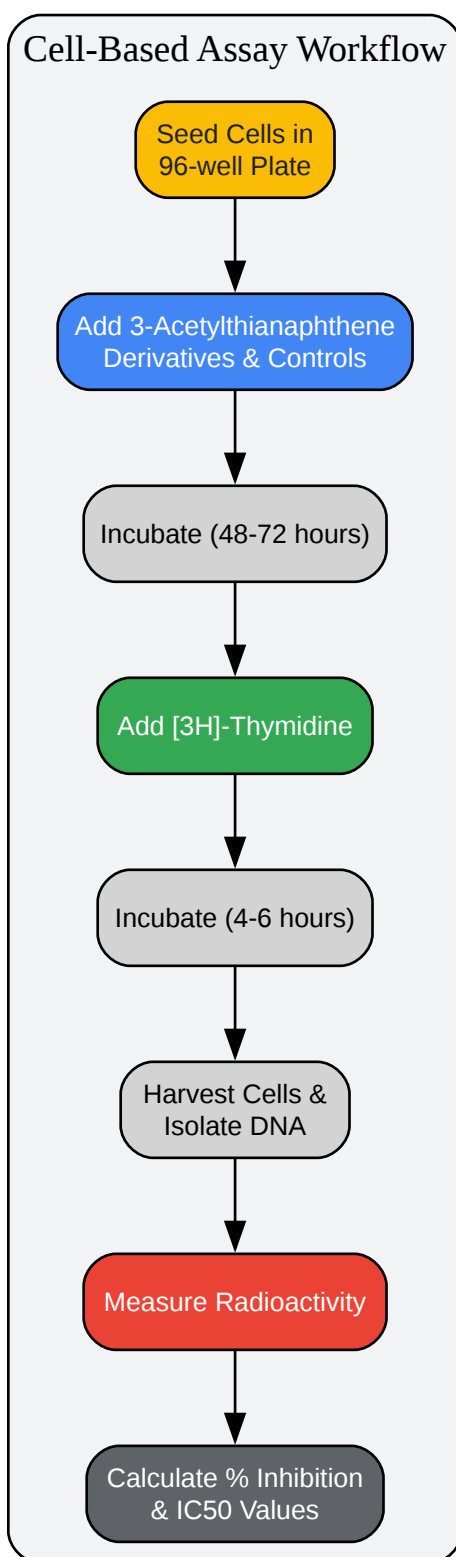 Cell-Based Assay Workflow
Seed Cells in
96-well Plate
Add 3-Acetylthianaphthene
Derivatives & Controls
Incubate (48-72 hours)
Add [3H]-Thymidine
Incubate (4-6 hours)
Harvest Cells &
Isolate DNA
Measure Radioactivity
Calculate % Inhibition
& IC50 Values